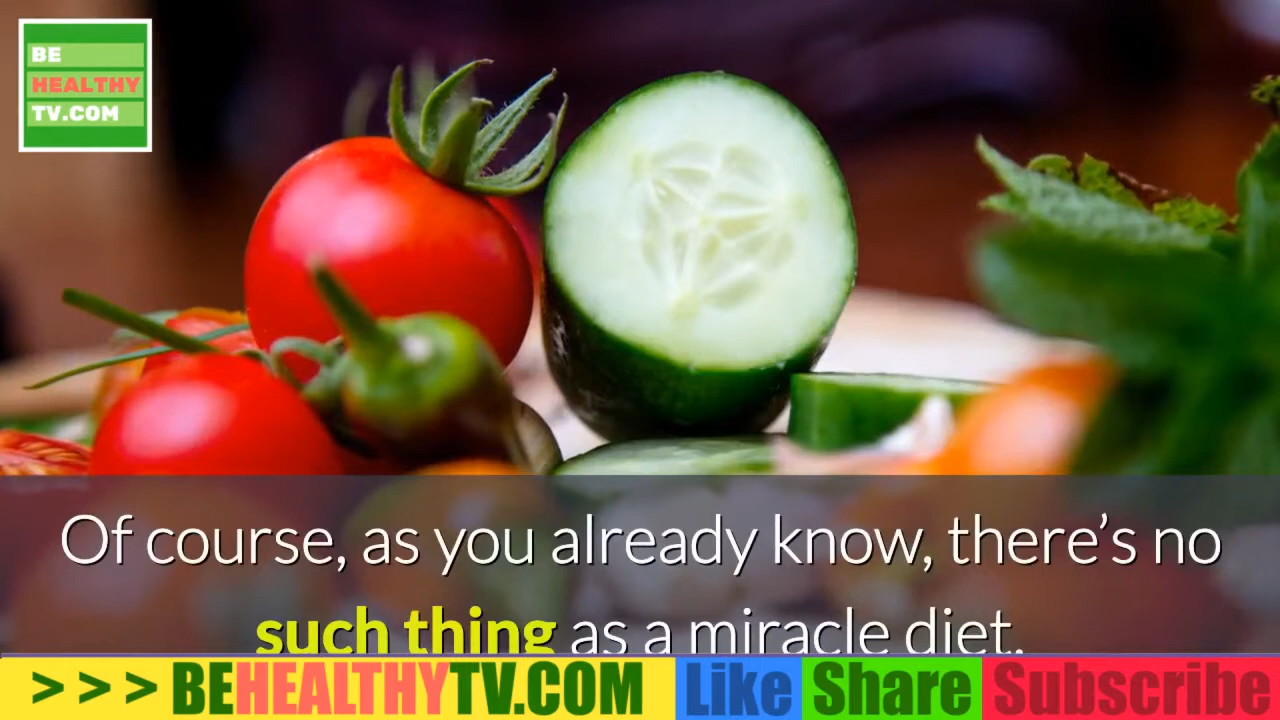 BE
HEALTHY
TV.COM
Of course, as you already know, there’s no
such thing as a miracle diet.
> > > BEHEALTHYTV.COM Like Share Subscribe